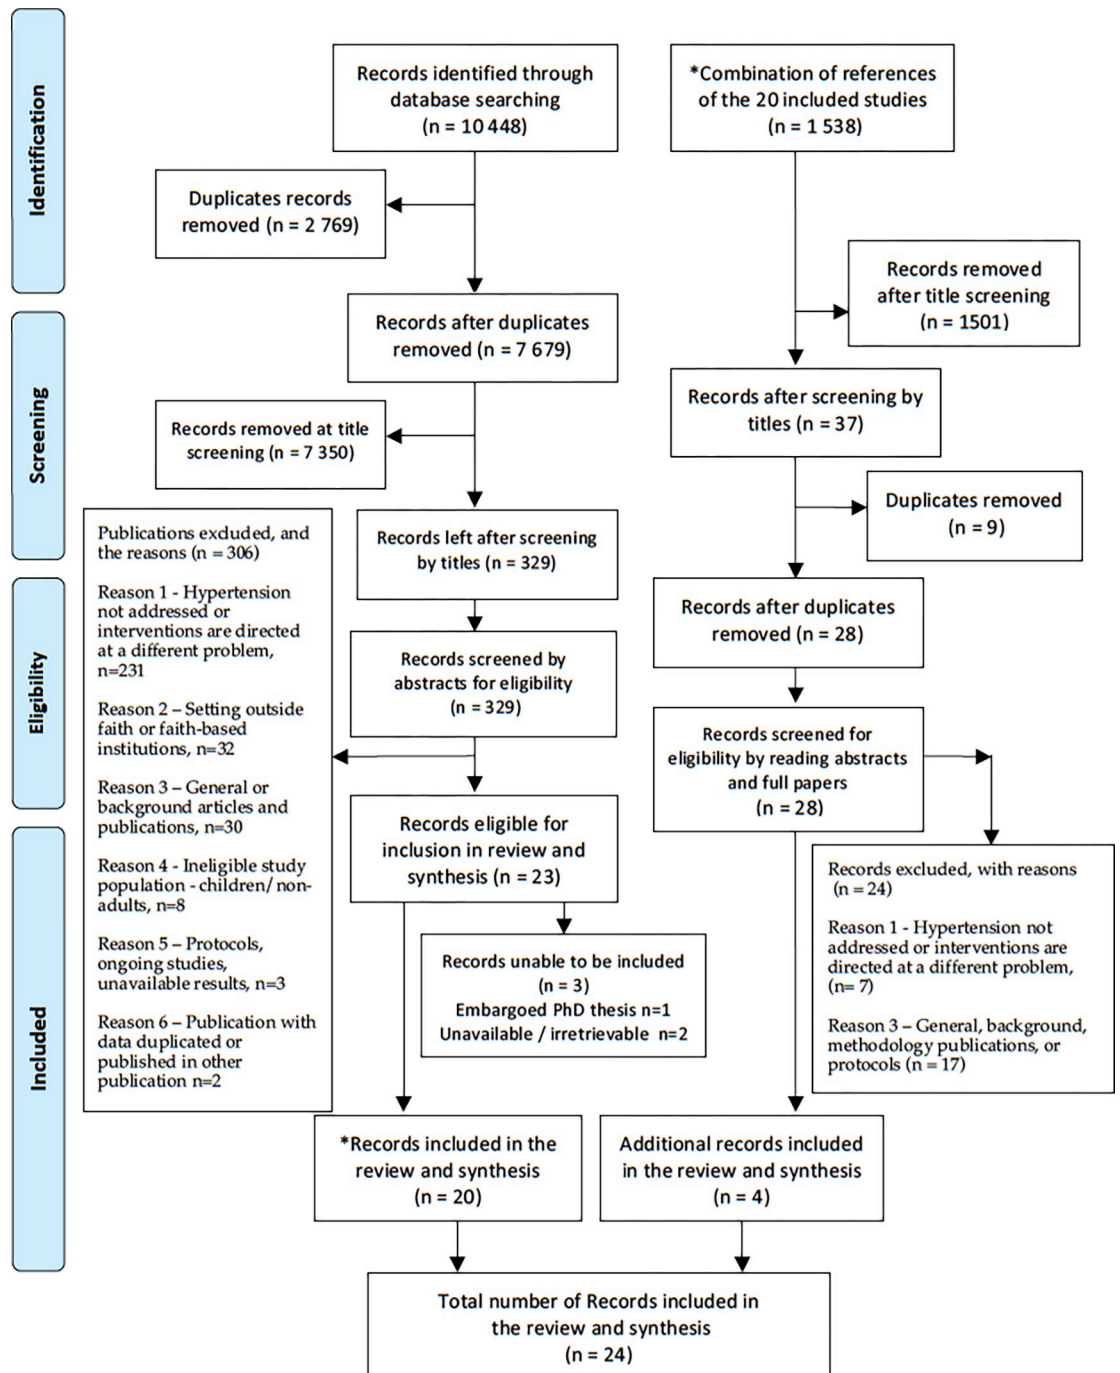 Identification
Records identified through
database searching
(n = 10 448)
*Combination of references
of the 20 included studies
(n = 1 538)
Duplicates records
removed (n = 2 769)
Records removed
after title screening
(n = 1501)
Records after duplicates
removed (n = 7 679)
Screening
Records after screening by
titles (n = 37)
Records removed at title
screening (n = 7 350)
Duplicates removed
(n = 9)
Records left after screening
by titles (n = 329)
Publications excluded, and
the reasons (n = 306)
Reason 1 - Hypertension
not addressed or
interventions are directed
at a different problem,
n=231
Reason 2 – Setting outside
faith or faith-based
institutions, n=32
Reason 3 – General or
background articles and
publications, n=30
Reason 4 - Ineligible study
population - children/ non-
adults, n=8
Reason 5 – Protocols,
ongoing studies,
unavailable results, n=3
Reason 6 – Publication with
data duplicated or
published in other
publication n=2
Eligibility
Records after duplicates
removed (n = 28)
Records screened by
abstracts for eligibility
(n = 329)
Records screened for
eligibility by reading abstracts
and full papers
(n = 28)
Records eligible for
inclusion in review and
synthesis (n = 23)
Included
Records excluded, with reasons
(n = 24)
Reason 1 - Hypertension not
addressed or interventions are
directed at a different problem,
(n= 7)
Reason 3 – General, background,
methodology publications, or
protocols (n = 17)
Records unable to be included
(n = 3)
Embargoed PhD thesis n=1
Unavailable / irretrievable n=2
*Records included in the
review and synthesis
(n = 20)
Additional records included
in the review and synthesis
(n = 4)
Total number of Records included in
the review and synthesis
(n = 24)